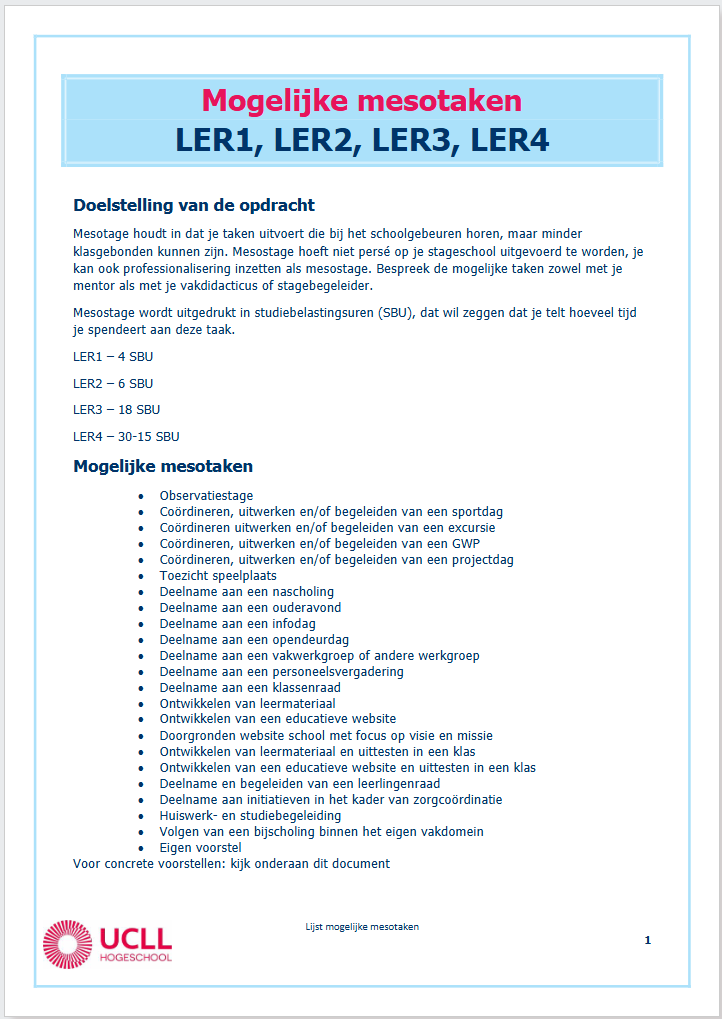 Mogelijke mesotaken
LER1, LER2, LER3, LER4
Doelstelling van de opdracht
Mesotage houdt in dat je taken uitvoert die bij het schoolgebeuren horen, maar minder
klasgebonden kunnen zijn. Mesostage hoeft niet persé op je stageschool uitgevoerd te worden, je
kan ook professionalisering inzetten als mesostage. Bespreek de mogelijke taken zowel met je
mentor als met je vakdidacticus of stagebegeleider.
Mesostage wordt uitgedrukt in studiebelastingsuren (SBU), dat wil zeggen dat je telt hoeveel tijd
je spendeert aan deze taak.
LER1 – 4 SBU
LER2 – 6 SBU
LER3 – 18 SBU
LER4 – 30-15 SBU
Mogelijke mesotaken
• Observatiestage
• Coördineren, uitwerken en/of begeleiden van een sportdag
• Coördineren uitwerken en/of begeleiden van een excursie
• Coördineren, uitwerken en/of begeleiden van een GWP
• Coördineren, uitwerken en/of begeleiden van een projectdag
• Toezicht speelplaats
• Deelname aan een nascholing
• Deelname aan een ouderavond
• Deelname aan een infodag
• Deelname aan een opendeurdag
• Deelname aan een vakwerkgroep of andere werkgroep
• Deelname aan een personeelsvergadering
• Deelname aan een klassenraad
• Ontwikkelen van leermateriaal
• Ontwikkelen van een educatieve website
• Doorgronden website school met focus op visie en missie
• Ontwikkelen van leermateriaal en uittesten in een klas
• Ontwikkelen van een educatieve website en uittesten in een klas
• Deelname en begeleiden van een leerlingenraad
• Deelname aan initiatieven in het kader van zorgcoördinatie
• Huiswerk- en studiebegeleiding
• Volgen van een bijscholing binnen het eigen vakdomein
• Eigen voorstel
Voor concrete voorstellen: kijk onderaan dit document
Lijst mogelijke mesotaken
1
UCLL
HOGESCHOOL